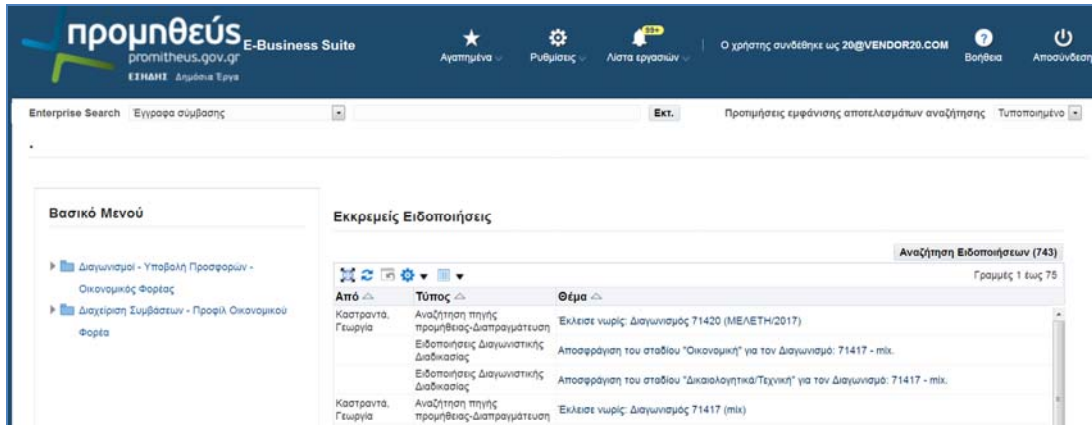 προμηθεύς E-Business Suite
promitheus.gov.gr
ΕΣΗΔΗΣ Δημόσια Έργα
Αγαπημένα
Ρυθμίσεις
99+
Λίστα εργασιών
Ο χρήστης συνδέθηκε ως 20@VENDOR20.COM
Βοήθεια
Αποσύνδεση
Enterprise Search Έγγραφα σύμβασης Εκτ. Προτιμήσεις εμφάνισης αποτελεσμάτων αναζήτησης Τυποποιημένο
Βασικό Μενού
Διαγωνισμοί - Υποβολή Προσφορών -
Οικονομικός Φορέας
Διαχείριση Συμβάσεων - Προφίλ Οικονομικού
Φορέα
Εκκρεμείς Ειδοποιήσεις
Αναζήτηση Ειδοποιήσεων (743)
Γραμμές 1 έως 75
Από Τύπος Θέμα
Καστραντά, Αναζήτηση πηγής
Γεωργία προμήθειας-Διαπραγμάτευση Έκλεισε νωρίς: Διαγωνισμός 71420 (ΜΕΛΕΤΗ/2017)
Ειδοποιήσεις Διαγωνιστικής
Διαδικασίας Αποσφράγιση του σταδίου "Οικονομική" για τον Διαγωνισμό: 71417 - mix.
Ειδοποιήσεις Διαγωνιστικής
Διαδικασίας Αποσφράγιση του σταδίου "Δικαιολογητικά/Τεχνική" για τον Διαγωνισμό: 71417 - mix.
Καστραντά, Αναζήτηση πηγής
Γεωργία προμήθειας-Διαπραγμάτευση Έκλεισε νωρίς: Διαγωνισμός 71417 (mix)